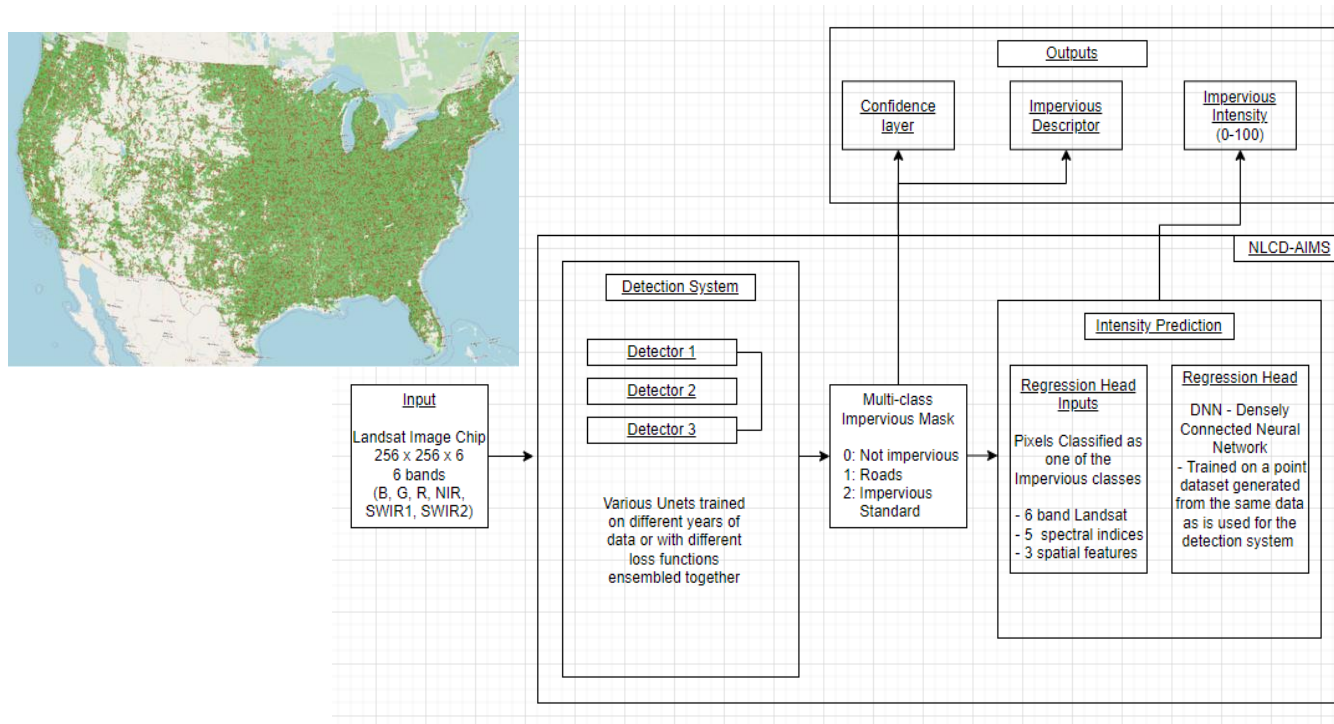 Outputs
Confidence
layer
Impervious
Descriptor
Impervious
Intensity
(0-100)
NLCD-AIMS
Detection System
Detector 1
Detector 2
Detector 3
Various Unets trained
on different years of
data or with different
loss functions
ensembled together
Input
Landsat Image Chip
256 x 256 x 6
6 bands
(B, G, R, NIR,
SWIR1, SWIR2)
Multi-class
Impervious Mask
0: Not impervious
1: Roads
2: Impervious
Standard
Intensity Prediction
Regression Head
Inputs
Pixels Classified as
one of the
Impervious classes
- 6 band Landsat
- 5 spectral indices
- 3 spatial features
Regression Head
DNN - Densely
Connected Neural
Network
- Trained on a point
dataset generated
from the same data
as is used for the
detection system